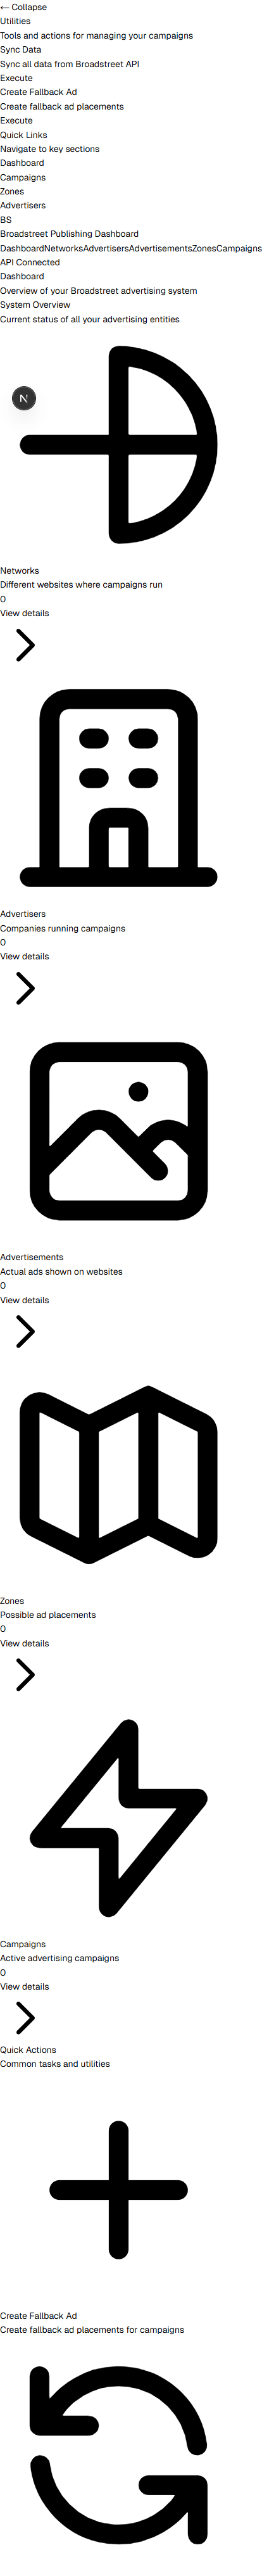 ← Collapse
Utilities
Tools and actions for managing your campaigns
Sync Data
Sync all data from Broadstreet API
Execute
Create Fallback Ad
Create fallback ad placements
Execute
Quick Links
Navigate to key sections
Dashboard
Campaigns
Zones
Advertisers
BS
Broadstreet Publishing Dashboard
DashboardNetworksAdvertisersAdvertisementsZonesCampaigns
API Connected
Dashboard
Overview of your Broadstreet advertising system
System Overview
Current status of all your advertising entities
N
Networks
Different websites where campaigns run
0
View details
Advertisers
Companies running campaigns
0
View details
Advertisements
Actual ads shown on websites
0
View details
Zones
Possible ad placements
0
View details
Campaigns
Active advertising campaigns
0
View details
Quick Actions
Common tasks and utilities
Create Fallback Ad
Create fallback ad placements for campaigns